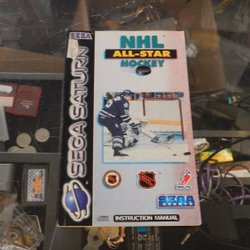 SEGA
SEGA SATURN
NHL
ALL-STAR
HOCKEY
SEGA
INSTRUCTION MANUAL